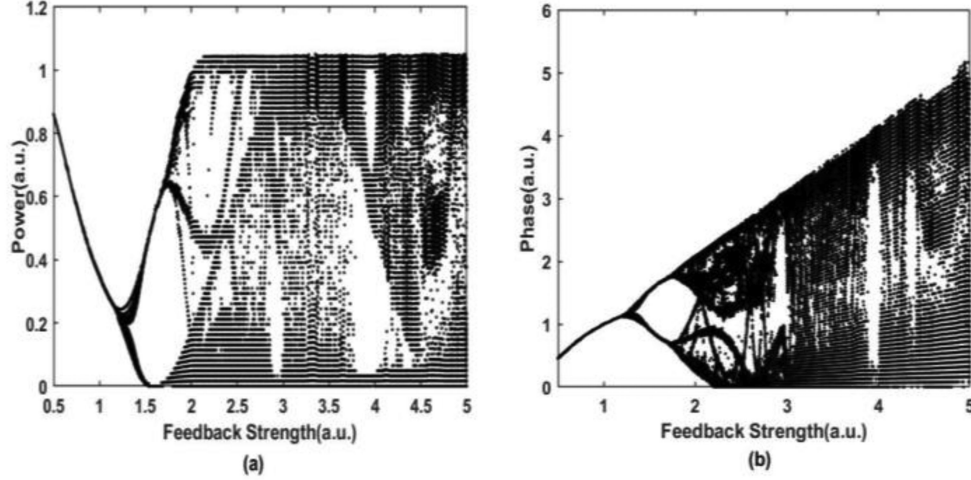 1.2
1
0.8
0.6
0.4
0.2
0
Power(a.u.)
0.5 1 1.5 2 2.5 3 3.5 4 4.5 5
Feedback Strength(a.u.)
(a)
6
5
4
3
2
1
0
Phase(a.u.)
1 2 3 4 5
Feedback Strength(a.u.)
(b)